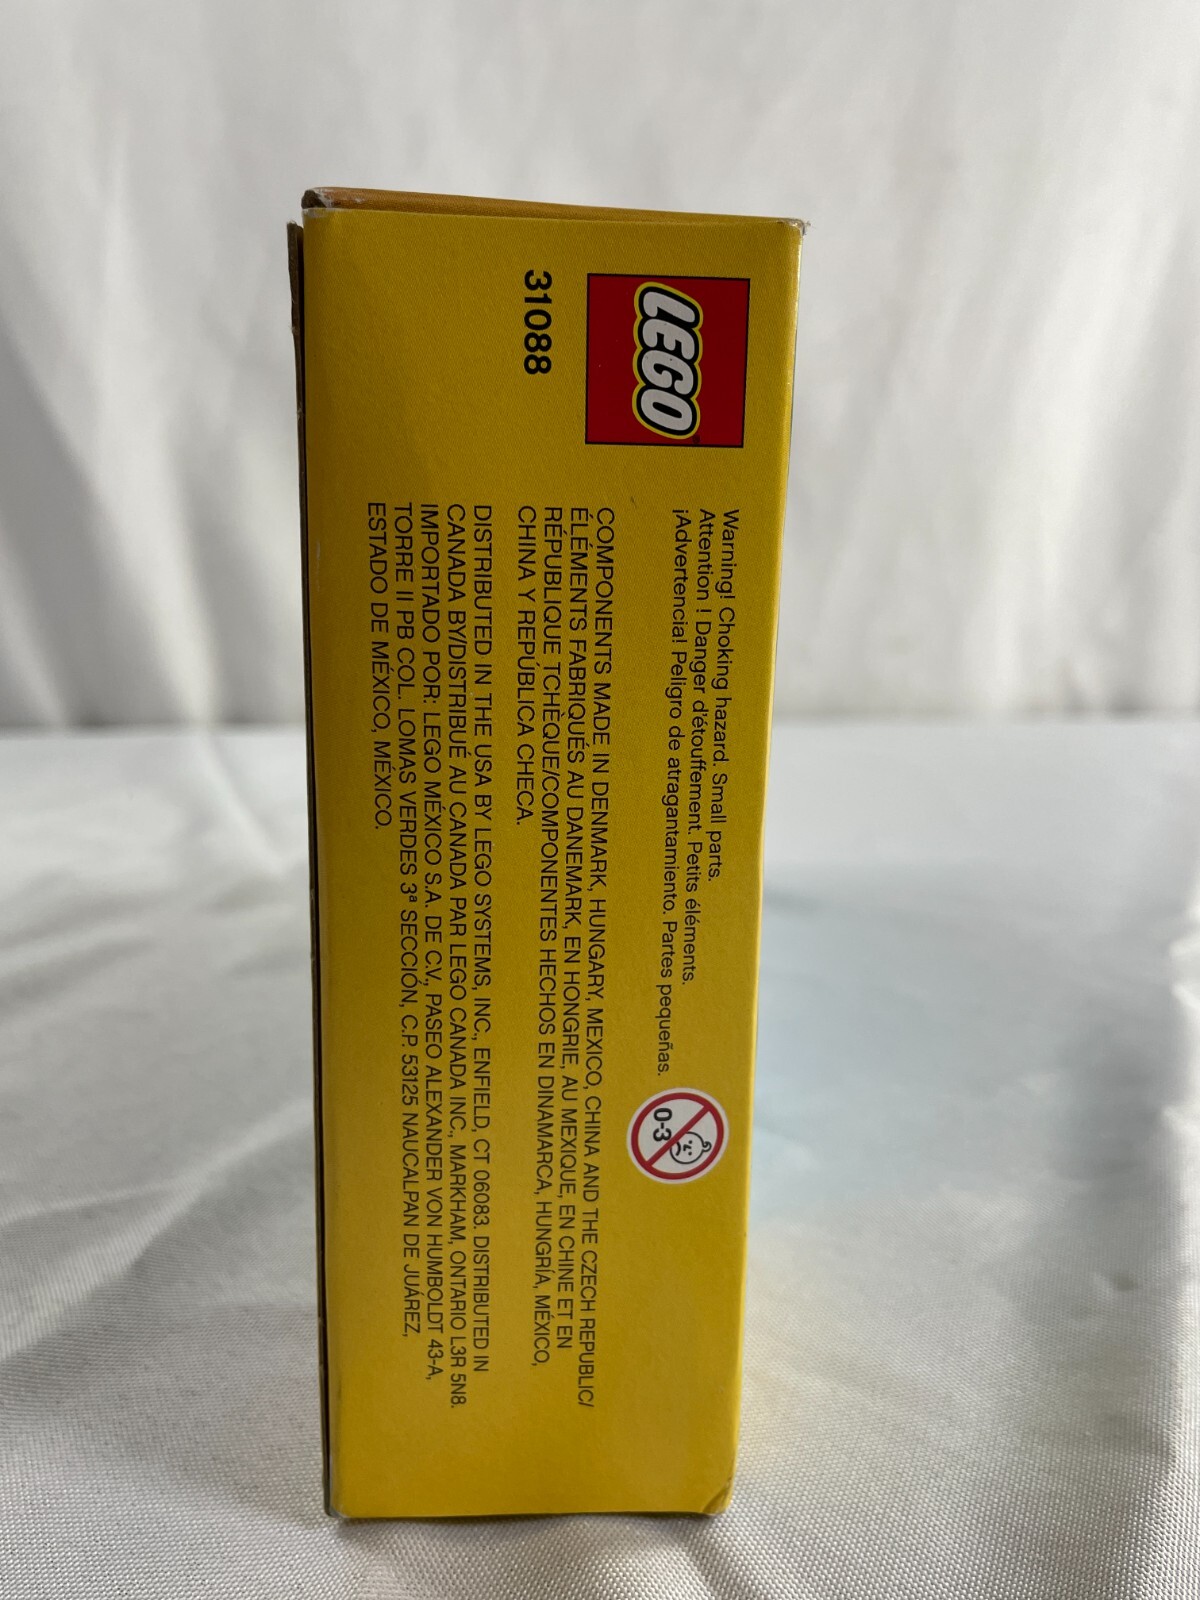 LEGO
31088
Warning! Choking hazard. Small parts.
Attention ! Danger d'étouffement. Petits éléments.
¡Advertencia! Peligro de atragantamiento. Partes pequeñas.
0-3
COMPONENTS MADE IN DENMARK, HUNGARY, MEXICO, CHINA AND THE CZECH REPUBLIC/
ÉLÉMENTS FABRIQUÉS AU DANEMARK, EN HONGRIE, AU MEXIQUE, EN CHINE ET EN
RÉPUBLIQUE TCHÈQUE/COMPONENTES HECHOS EN DINAMARCA, HUNGRÍA, MÉXICO,
CHINA Y REPÚBLICA CHECA.
DISTRIBUTED IN THE USA BY LEGO SYSTEMS, INC., ENFIELD, CT 06083. DISTRIBUTED IN
CANADA BY/DISTRIBUÉ AU CANADA PAR LEGO CANADA INC., MARKHAM, ONTARIO L3R 5N8.
IMPORTADO POR: LEGO MÉXICO S.A. DE C.V., PASEO ALEXANDER VON HUMBOLDT 43-A,
TORRE II PB COL. LOMAS VERDES 3ª SECCIÓN, C.P. 53125 NAUCALPAN DE JUÁREZ,
ESTADO DE MÉXICO, MÉXICO.